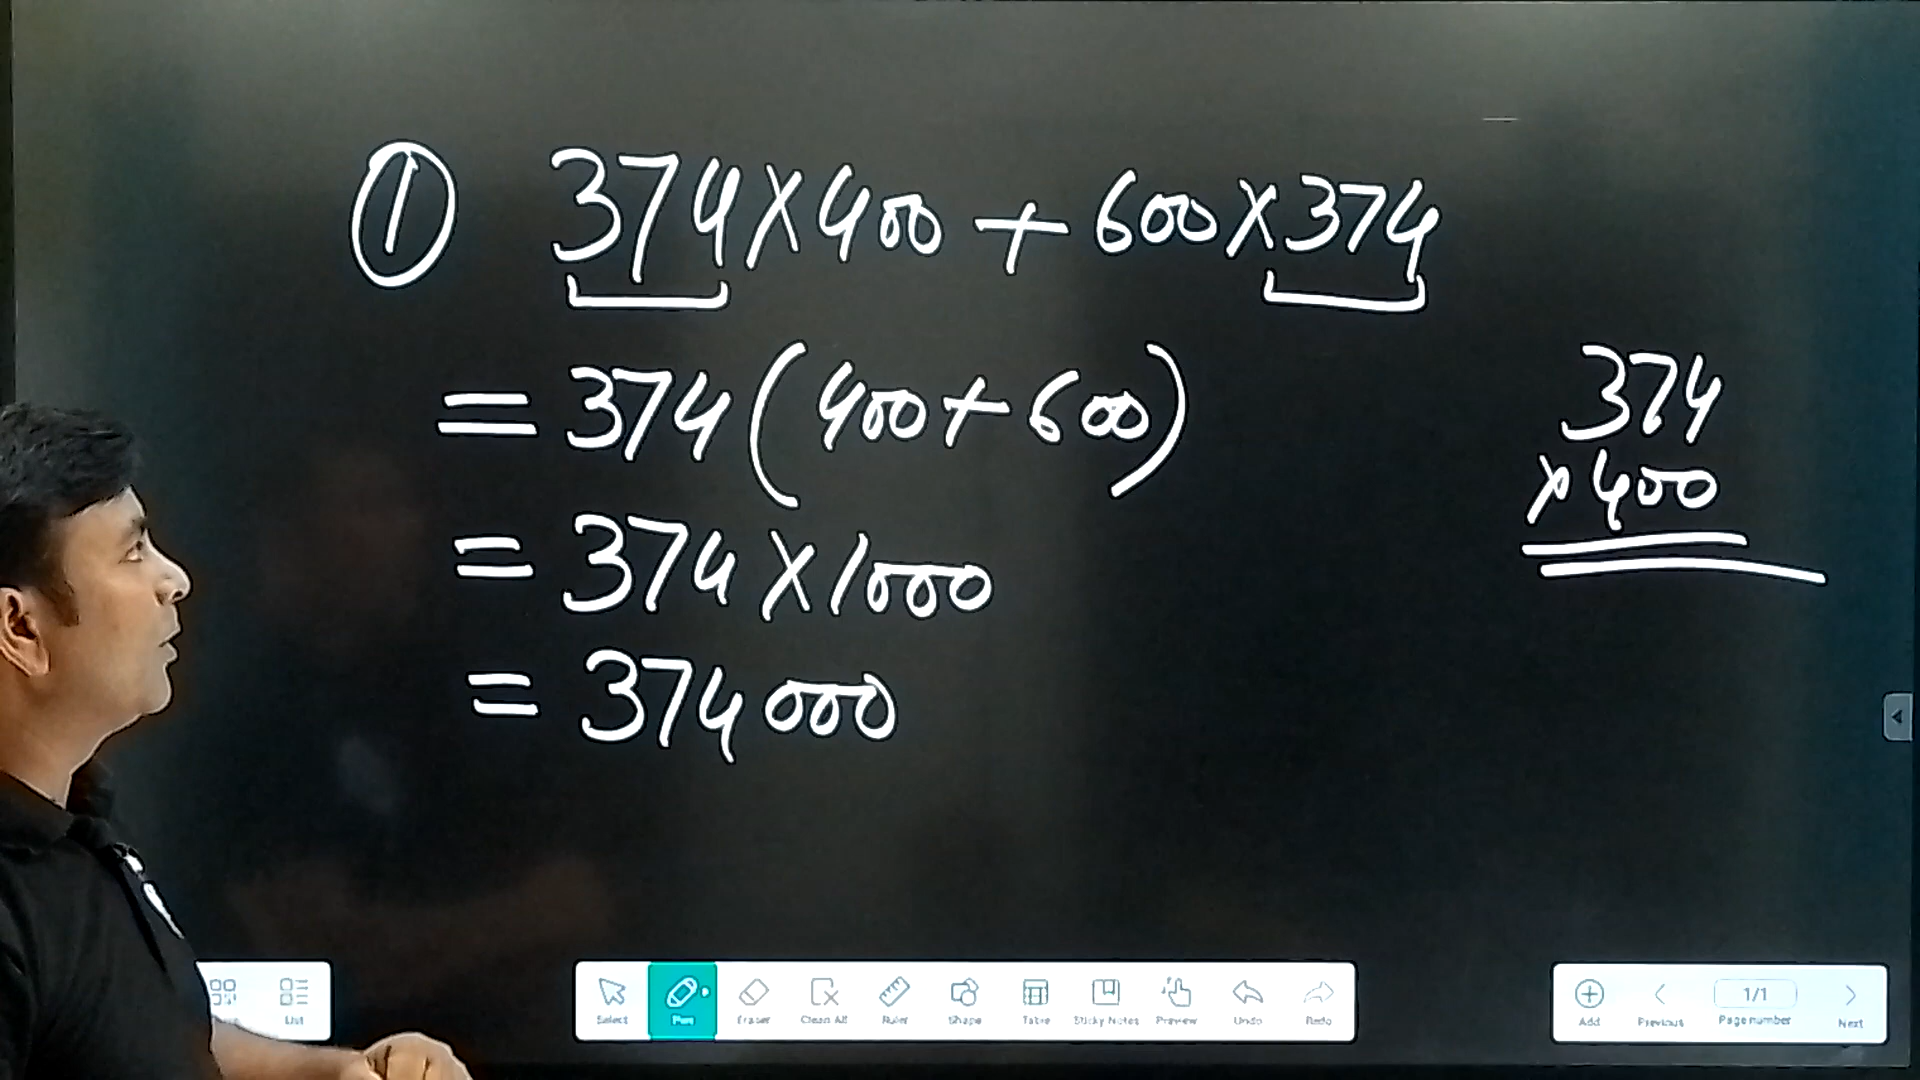 ① 374×400 + 600×374
= 374(400+600)
= 374×1000
= 374000
374
×400
List
Select
Pen
Eraser
Clean All
Ruler
Shape
Table
Sticky Notes
Preview
Undo
Redo
Add
Previous
1/1
Page number
Next